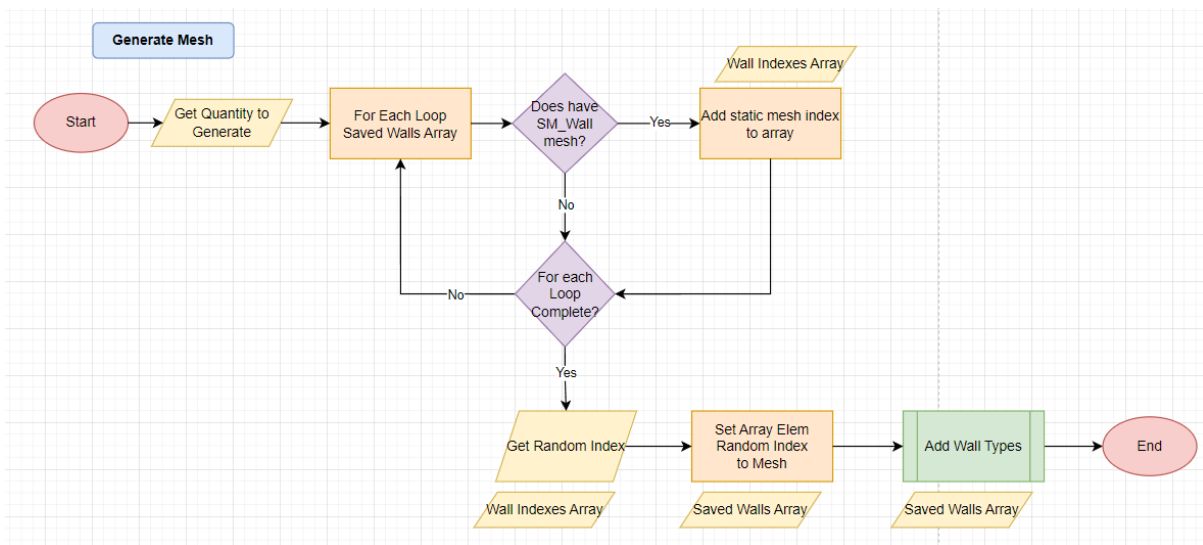 Generate Mesh
Wall Indexes Array
Start
Get Quantity to
Generate
For Each Loop
Saved Walls Array
Does have
SM_Wall
mesh?
Yes
Add static mesh index
to array
No
For each
Loop
Complete?
No
Yes
Get Random Index
Set Array Elem
Random Index
to Mesh
Add Wall Types
End
Wall Indexes Array
Saved Walls Array
Saved Walls Array